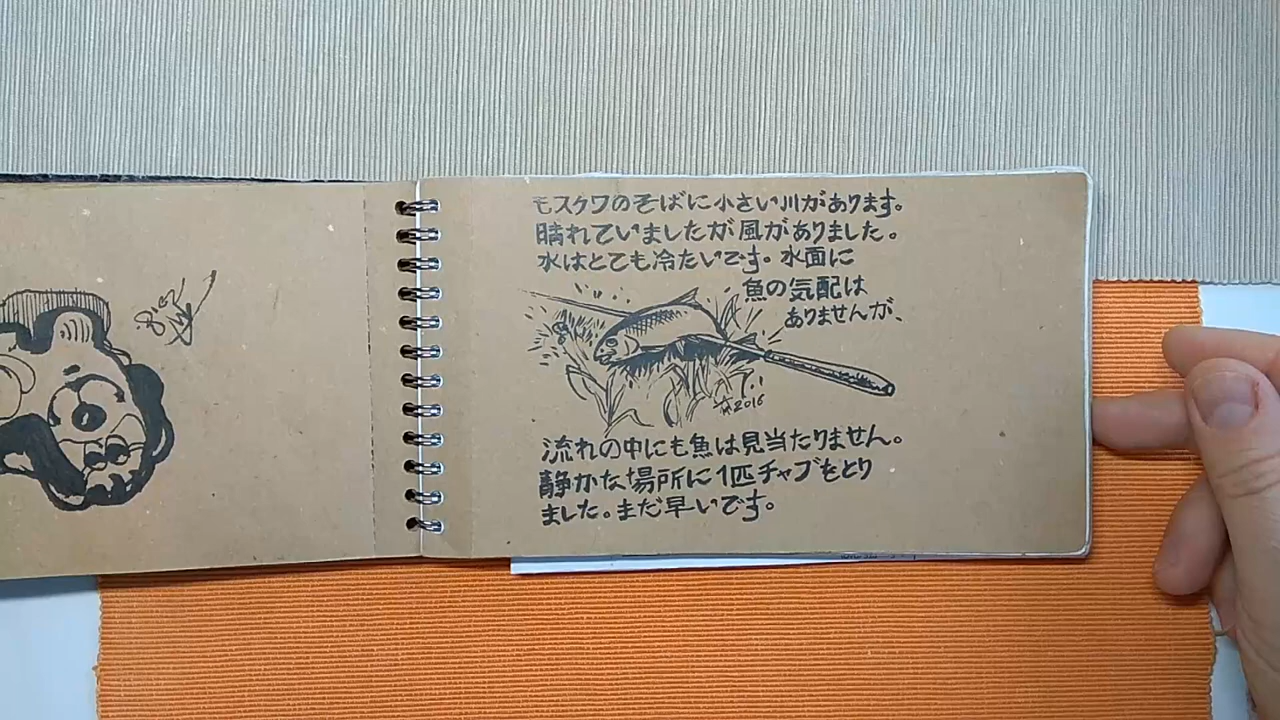 モスクワのそばに小さい川があります。
晴れていましたが風がありました。
水はとても冷たいです。水面に
魚の気配は
ありませんが、
2016
流れの中にも魚は見当たりません。
静かな場所に1匹チャブをとり
ました。まだ早いです。